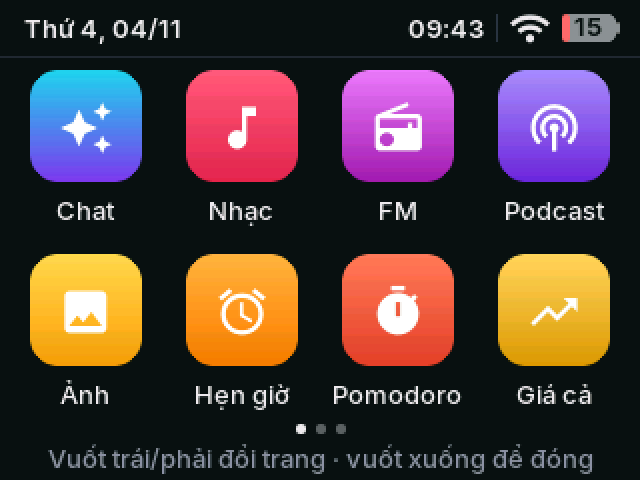 Thứ 4, 04/11 09:43 15
Chat Nhạc FM Podcast
Ảnh Hẹn giờ Pomodoro Giá cả
Vuốt trái/phải đổi trang · vuốt xuống để đóng